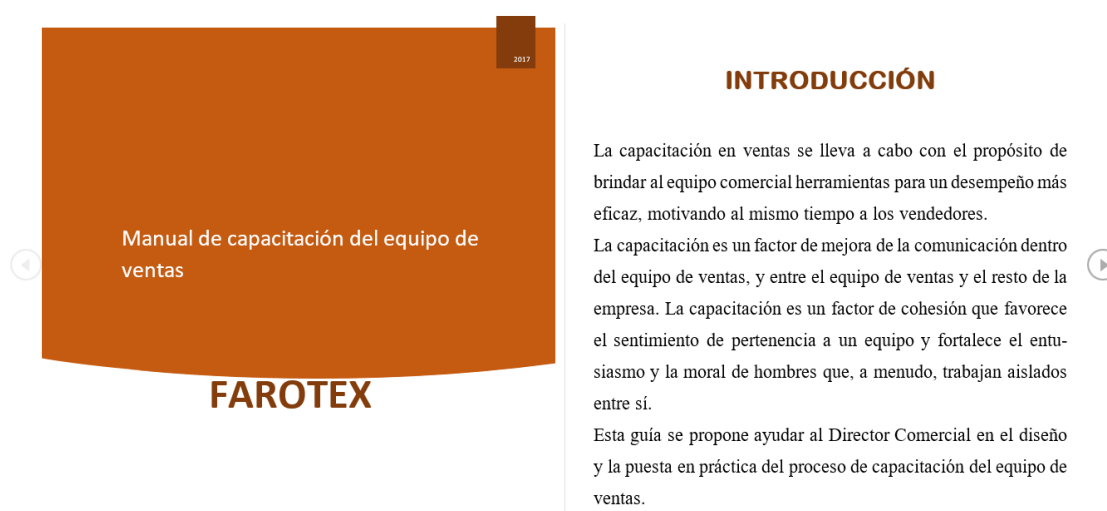 2017
Manual de capacitación del equipo de
ventas
FAROTEX
INTRODUCCIÓN
La capacitación en ventas se lleva a cabo con el propósito de
brindar al equipo comercial herramientas para un desempeño más
eficaz, motivando al mismo tiempo a los vendedores.
La capacitación es un factor de mejora de la comunicación dentro
del equipo de ventas, y entre el equipo de ventas y el resto de la
empresa. La capacitación es un factor de cohesión que favorece
el sentimiento de pertenencia a un equipo y fortalece el entu-
siasmo y la moral de hombres que, a menudo, trabajan aislados
entre sí.
Esta guía se propone ayudar al Director Comercial en el diseño
y la puesta en práctica del proceso de capacitación del equipo de
ventas.